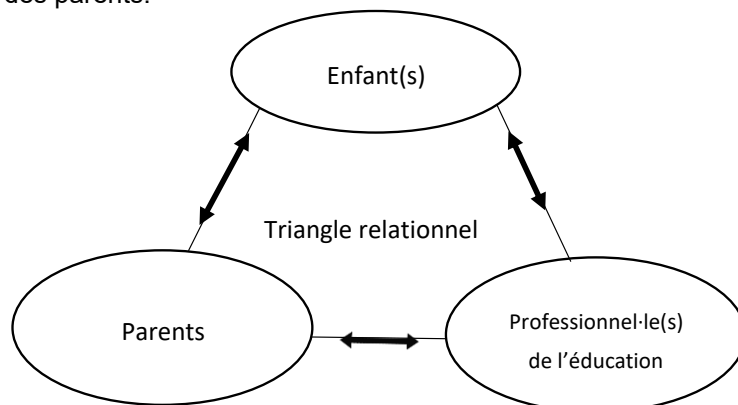 des parents.
Enfant(s)
Triangle relationnel
Parents
Professionnel·le(s)
de l'éducation